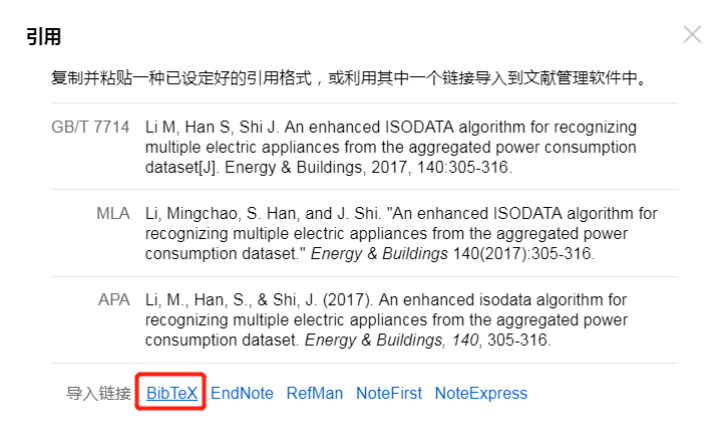 引用
复制并粘贴一种已设定好的引用格式，或利用其中一个链接导入到文献管理软件中。
GB/T 7714 Li M, Han S, Shi J. An enhanced ISODATA algorithm for recognizing
multiple electric appliances from the aggregated power consumption
dataset[J]. Energy & Buildings, 2017, 140:305-316.
MLA Li, Mingchao, S. Han, and J. Shi. "An enhanced ISODATA algorithm for
recognizing multiple electric appliances from the aggregated power
consumption dataset." Energy & Buildings 140(2017):305-316.
APA Li, M., Han, S., & Shi, J. (2017). An enhanced isodata algorithm for
recognizing multiple electric appliances from the aggregated power
consumption dataset. Energy & Buildings, 140, 305-316.
导入链接 BibTeX EndNote RefMan NoteFirst NoteExpress